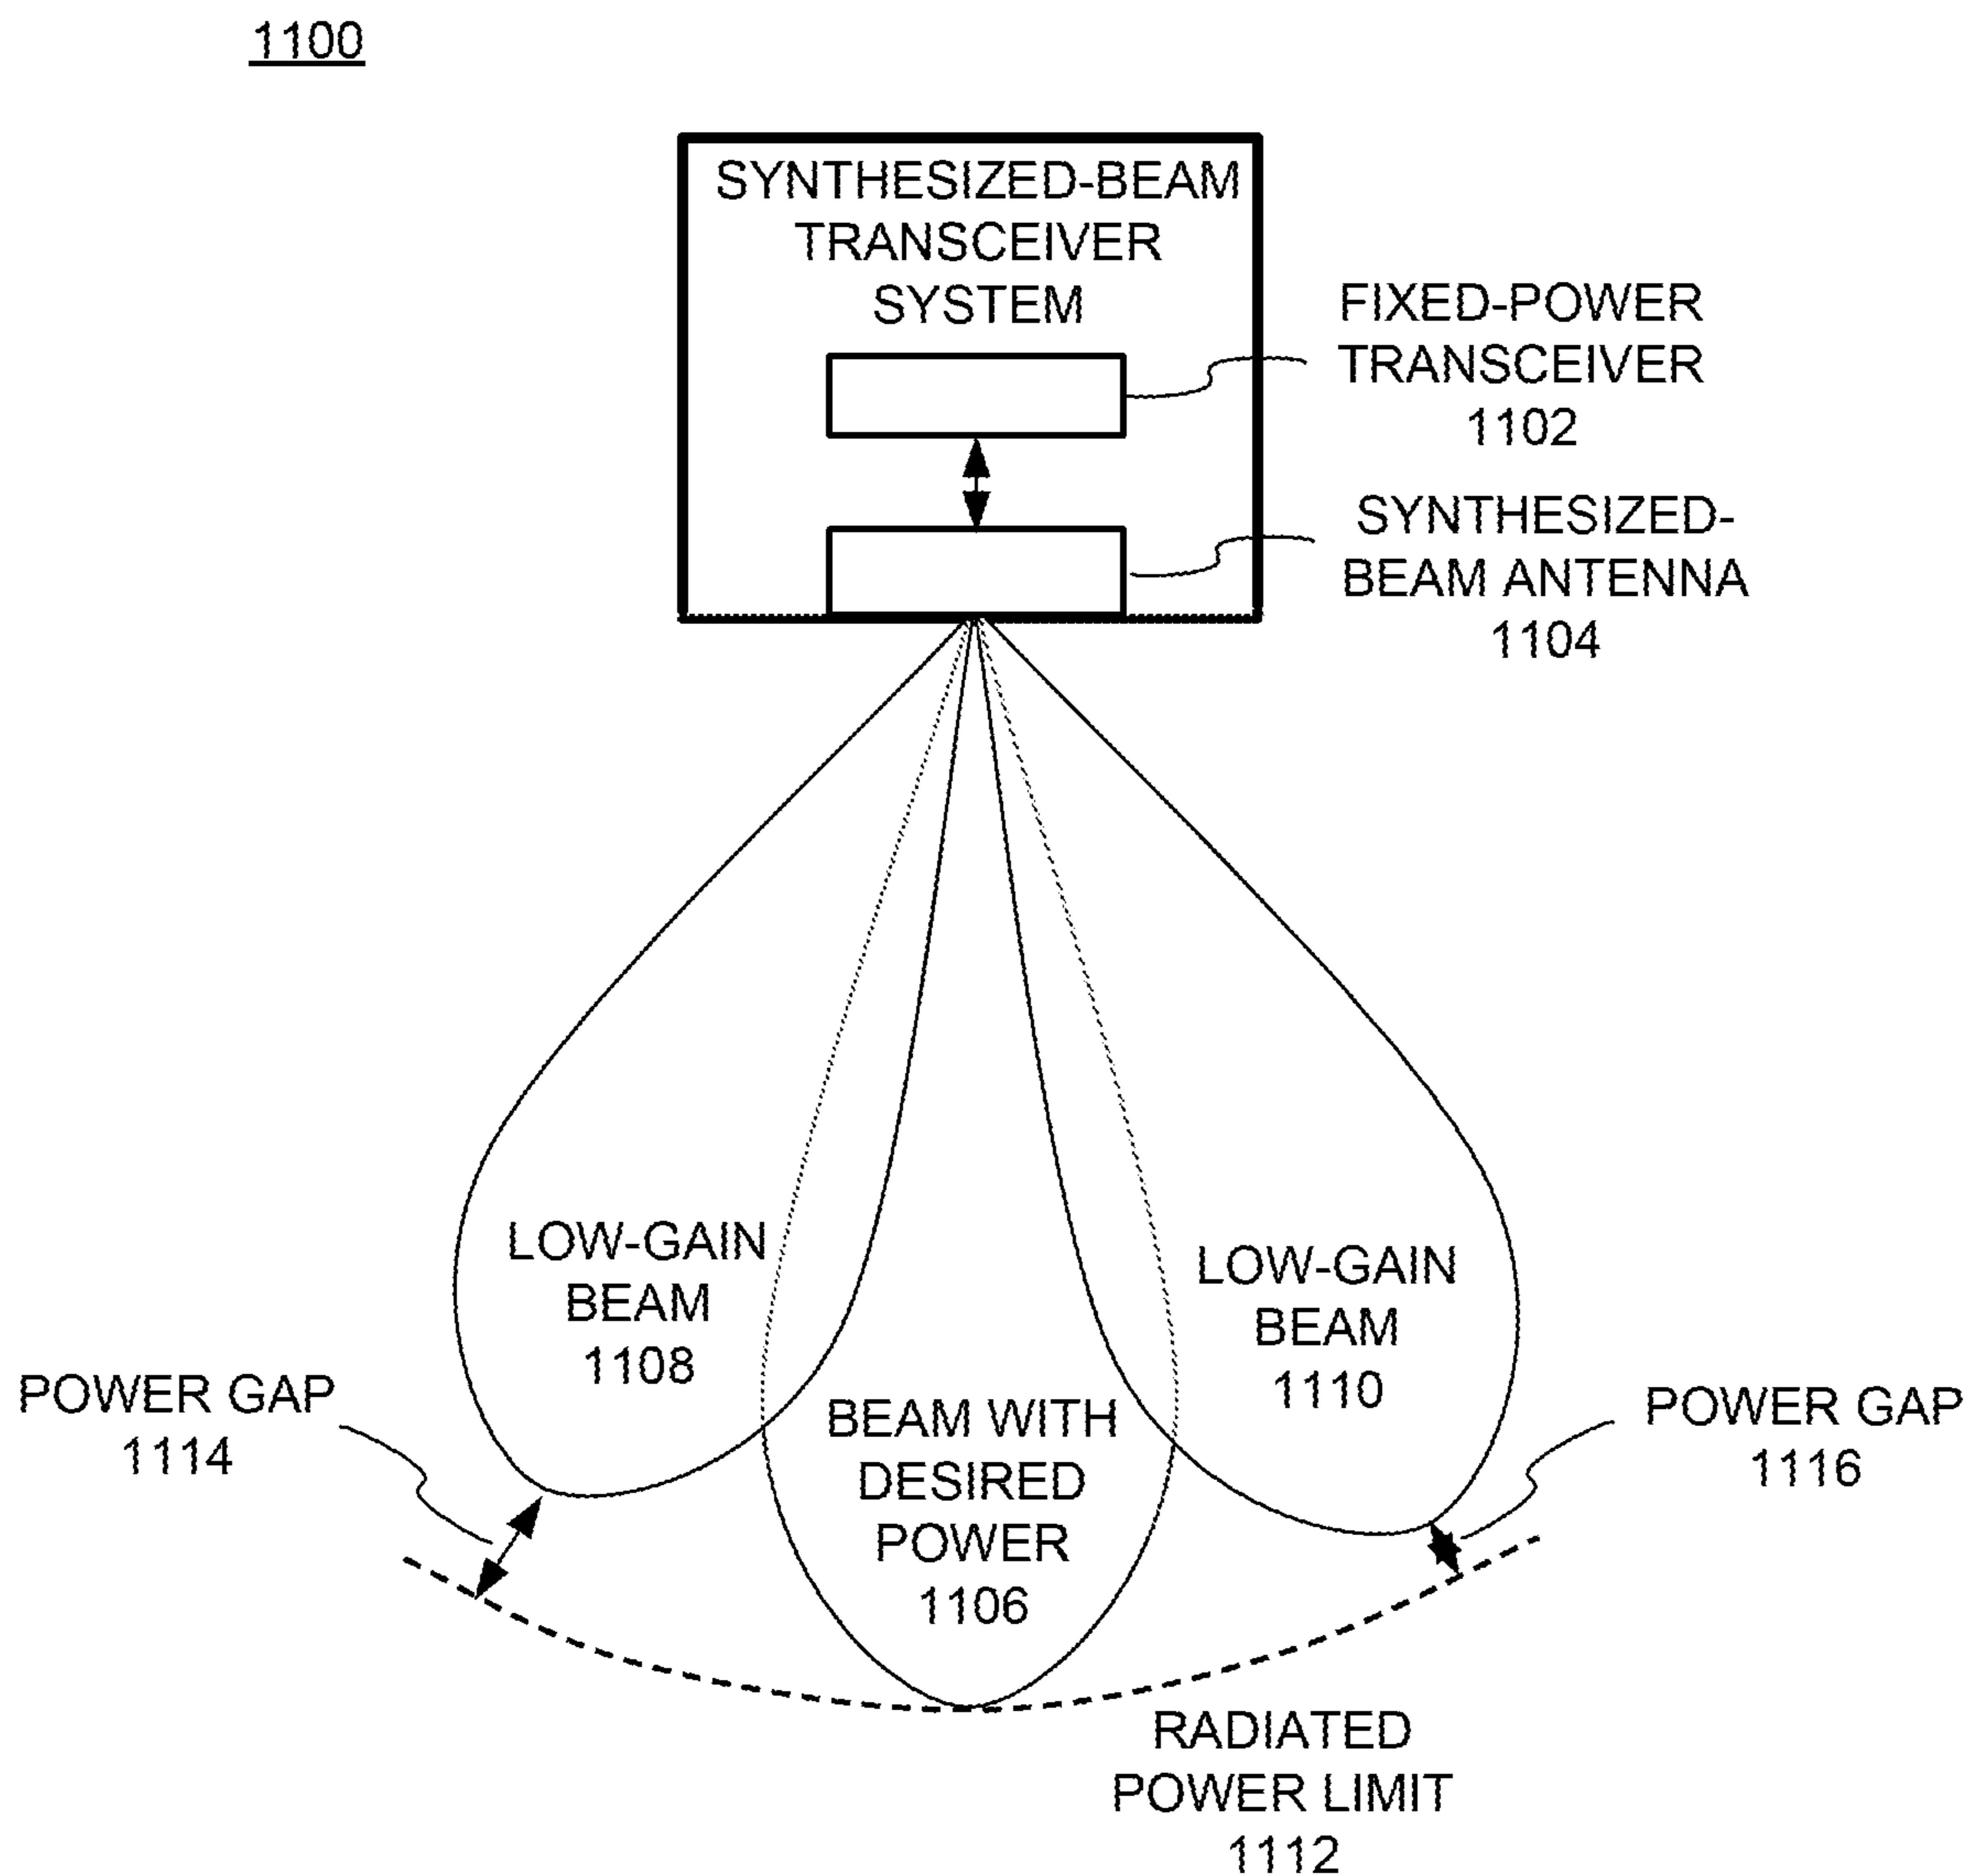 1100
SYNTHESIZED-BEAM
TRANSCEIVER
SYSTEM
FIXED-POWER
TRANSCEIVER
1102
SYNTHESIZED-
BEAM ANTENNA
1104
LOW-GAIN
BEAM
1108
LOW-GAIN
BEAM
1110
POWER GAP
1114
BEAM WITH
DESIRED
POWER
1106
POWER GAP
1116
RADIATED
POWER LIMIT
1112